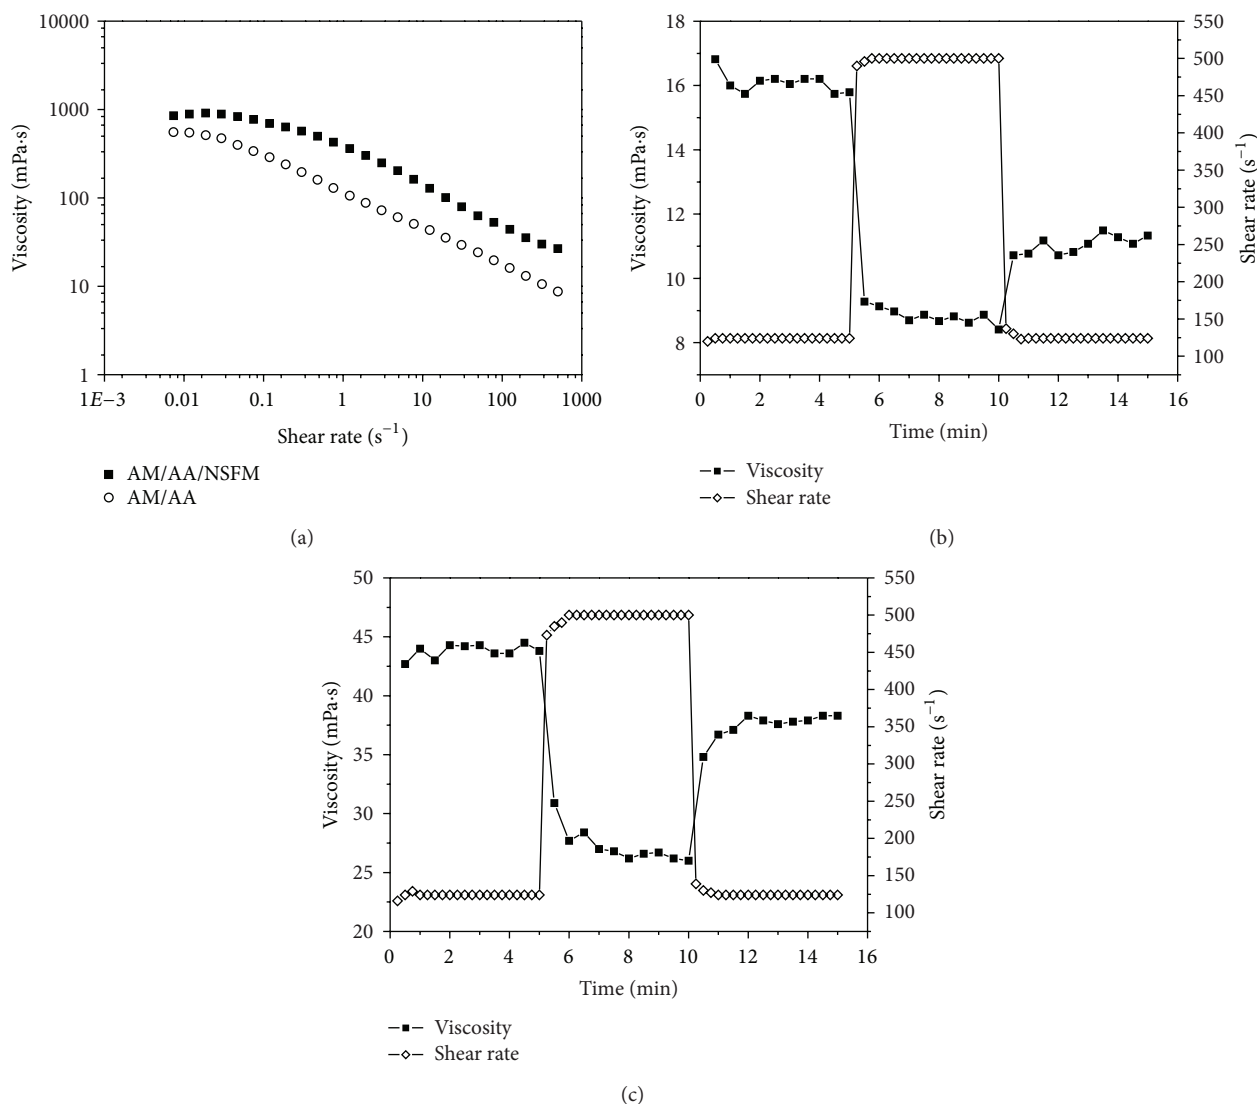 10000
1000
100
10
1
Viscosity (mPa·s)
1E−3 0.01 0.1 1 10 100 1000
Shear rate (s−1)
AM/AA/NSFM
AM/AA
(a)
18
16
14
12
10
8
Viscosity (mPa·s)
550
500
450
400
350
300
250
200
150
100
Shear rate (s−1)
0 2 4 6 8 10 12 14 16
Time (min)
Viscosity
Shear rate
(b)
50
45
40
35
30
25
20
Viscosity (mPa·s)
550
500
450
400
350
300
250
200
150
100
Shear rate (s−1)
0 2 4 6 8 10 12 14 16
Time (min)
Viscosity
Shear rate
(c)